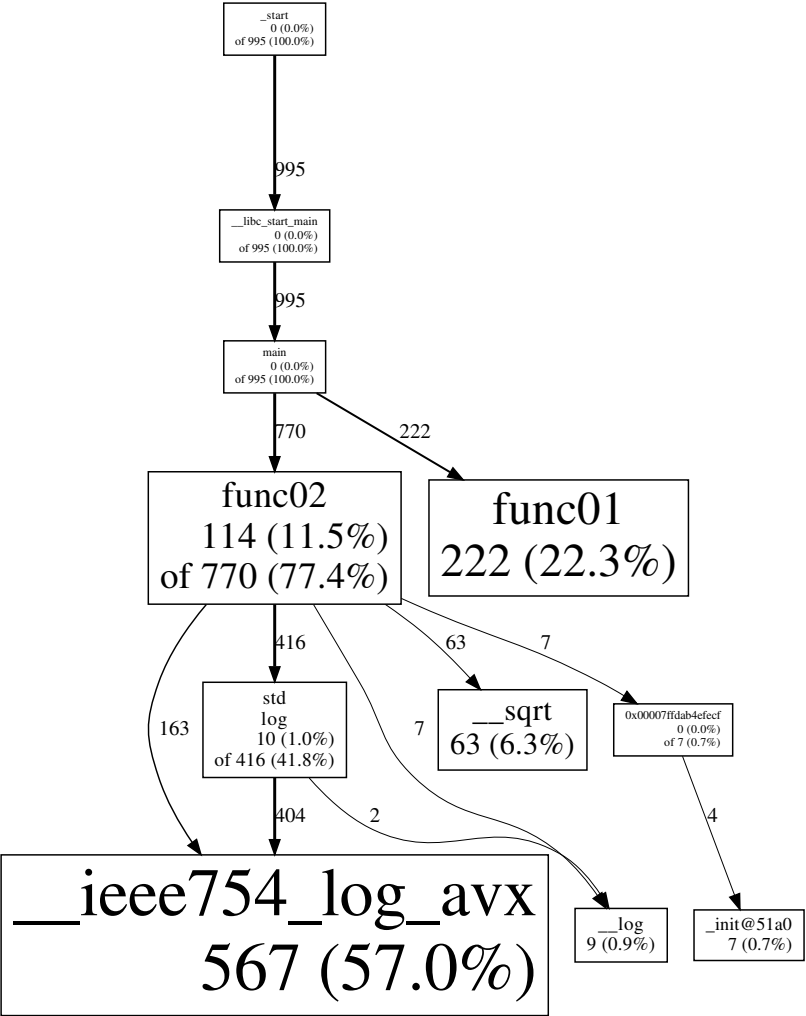 _start
0 (0.0%)
of 995 (100.0%)
995
__libc_start_main
0 (0.0%)
of 995 (100.0%)
995
main
0 (0.0%)
of 995 (100.0%)
770
222
func02
114 (11.5%)
of 770 (77.4%)
func01
222 (22.3%)
416
63
7
163
std
log
10 (1.0%)
of 416 (41.8%)
7
__sqrt
63 (6.3%)
0x00007ffdab4efecf
0 (0.0%)
of 7 (0.7%)
404
2
4
__ieee754_log_avx
567 (57.0%)
__log
9 (0.9%)
_init@51a0
7 (0.7%)